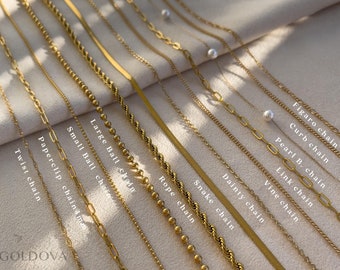 Twist chain
Paperclip chain
Small Ball chain
Large Ball chain
Rope chain
Snake chain
Dainty chain
Vipe chain
Link chain
Pearl B. chain
Curb chain
Figaro chain
GOLDOVA